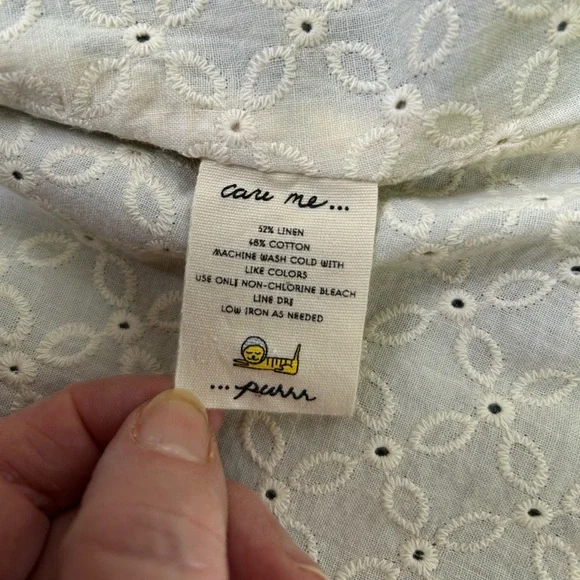 care me...
52% LINEN
48% COTTON
MACHINE WASH COLD WITH
LIKE COLORS
USE ONLY NON-CHLORINE BLEACH
LINE DRY
LOW IRON AS NEEDED
...purrr